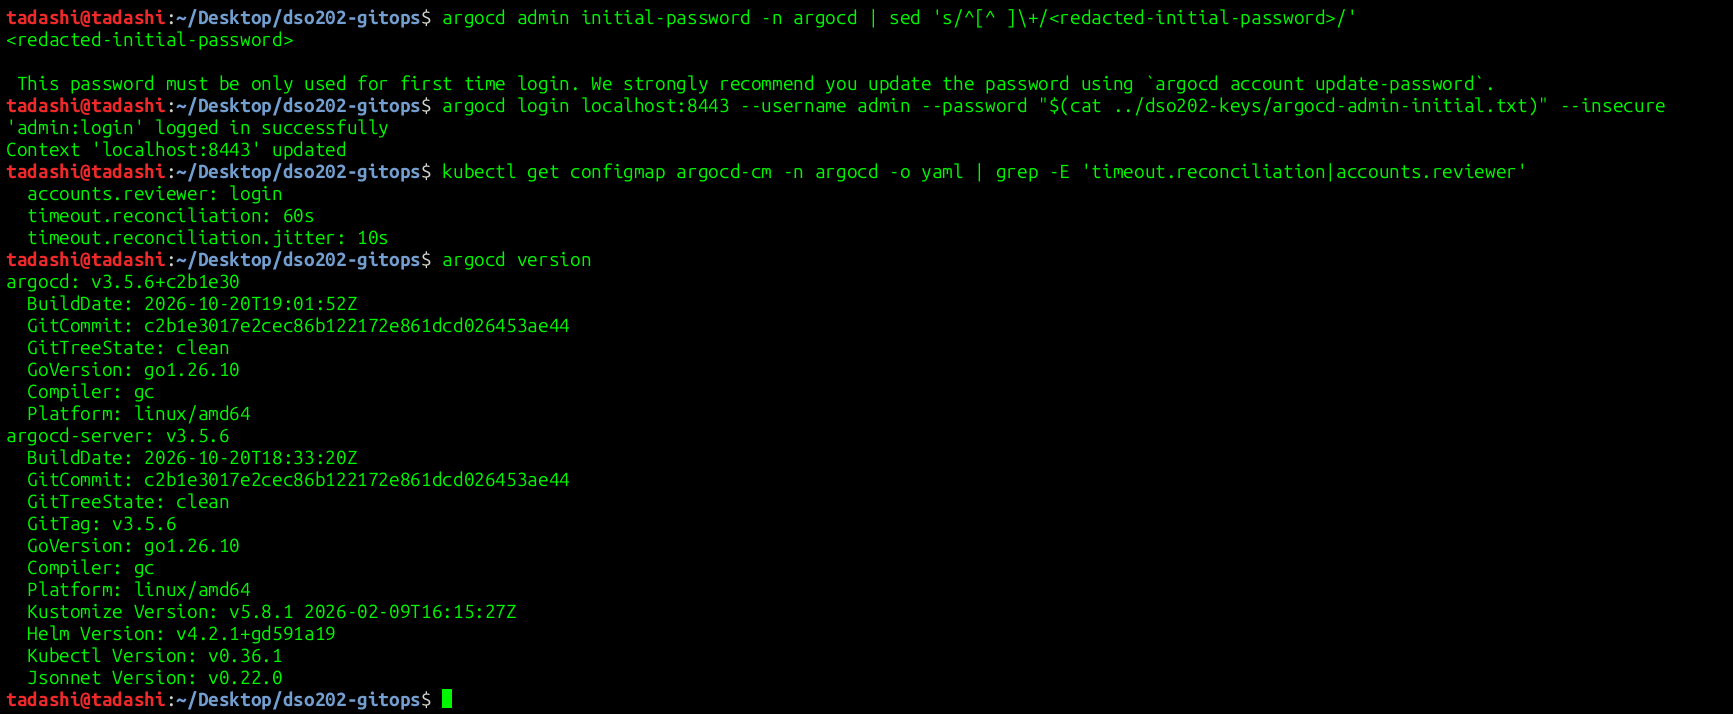 tadashi@tadashi:~/Desktop/dso202-gitops$ argocd admin initial-password -n argocd | sed 's/^[^ ]\+/<redacted-initial-password>/'
<redacted-initial-password>

 This password must be only used for first time login. We strongly recommend you update the password using `argocd account update-password`.
tadashi@tadashi:~/Desktop/dso202-gitops$ argocd login localhost:8443 --username admin --password "$(cat ../dso202-keys/argocd-admin-initial.txt)" --insecure
'admin:login' logged in successfully
Context 'localhost:8443' updated
tadashi@tadashi:~/Desktop/dso202-gitops$ kubectl get configmap argocd-cm -n argocd -o yaml | grep -E 'timeout.reconciliation|accounts.reviewer'
  accounts.reviewer: login
  timeout.reconciliation: 60s
  timeout.reconciliation.jitter: 10s
tadashi@tadashi:~/Desktop/dso202-gitops$ argocd version
argocd: v3.5.6+c2b1e30
  BuildDate: 2026-10-20T19:01:52Z
  GitCommit: c2b1e3017e2cec86b122172e861dcd026453ae44
  GitTreeState: clean
  GoVersion: go1.26.10
  Compiler: gc
  Platform: linux/amd64
argocd-server: v3.5.6
  BuildDate: 2026-10-20T18:33:20Z
  GitCommit: c2b1e3017e2cec86b122172e861dcd026453ae44
  GitTreeState: clean
  GitTag: v3.5.6
  GoVersion: go1.26.10
  Compiler: gc
  Platform: linux/amd64
  Kustomize Version: v5.8.1 2026-02-09T16:15:27Z
  Helm Version: v4.2.1+gd591a19
  Kubectl Version: v0.36.1
  Jsonnet Version: v0.22.0
tadashi@tadashi:~/Desktop/dso202-gitops$